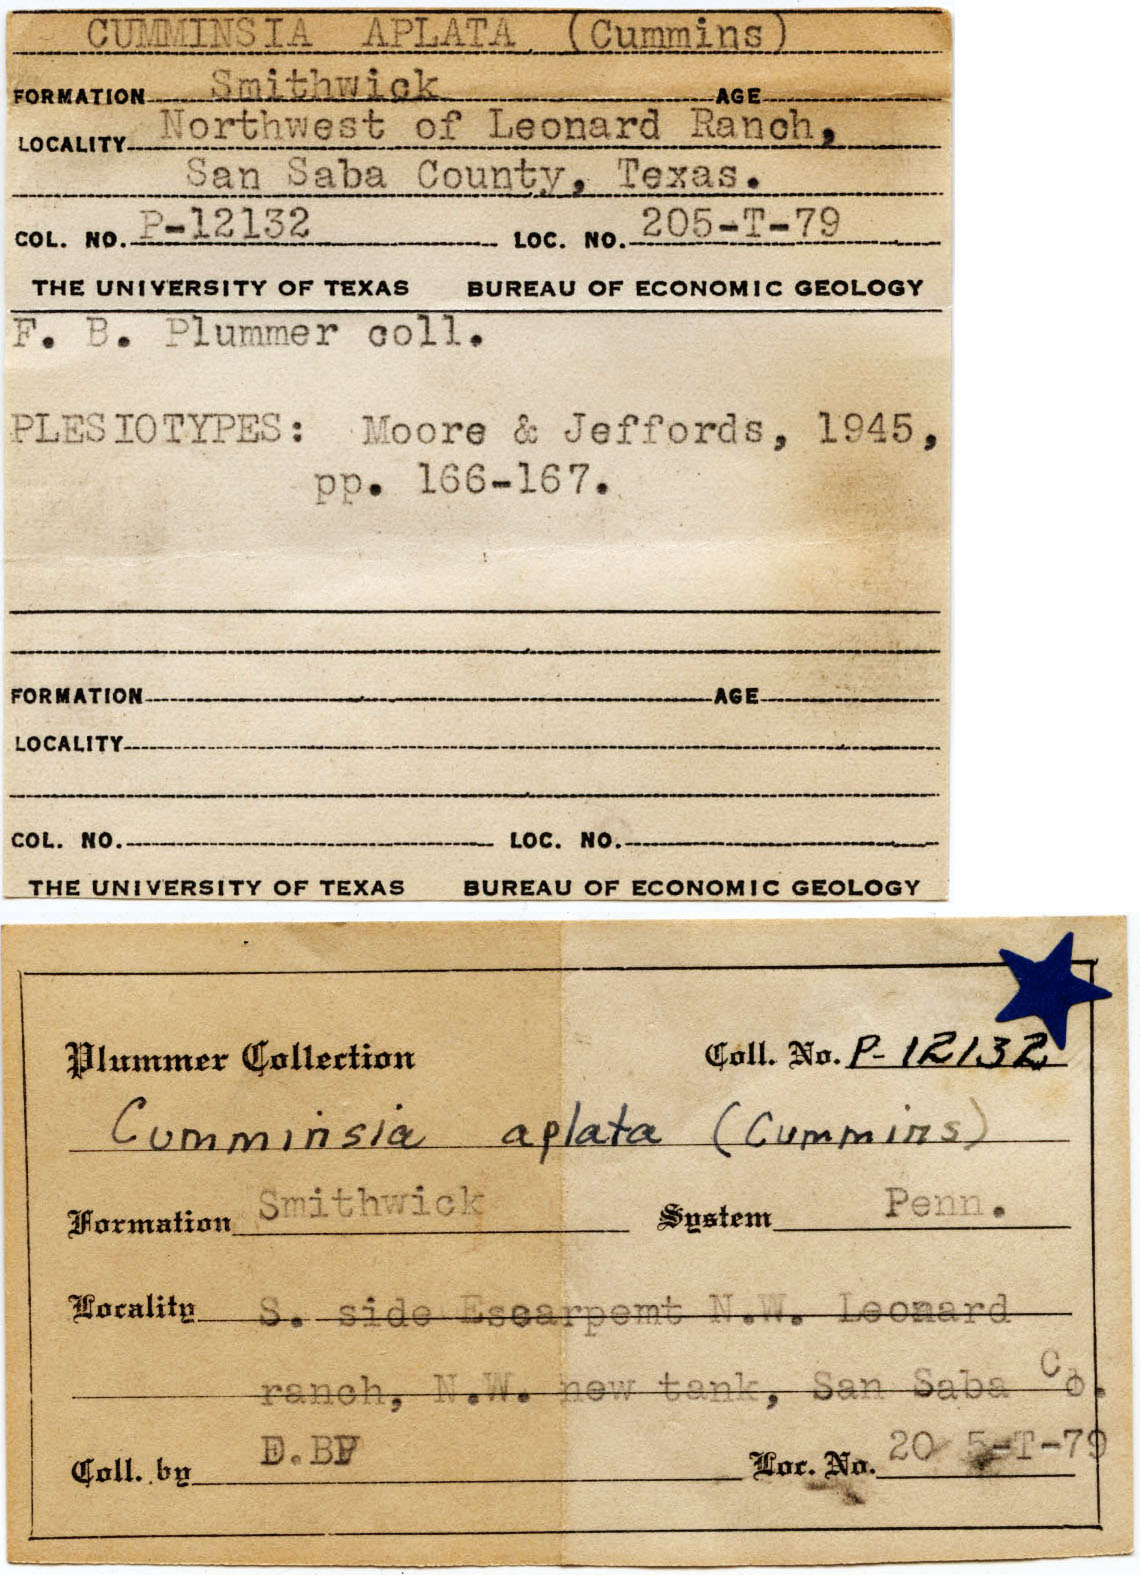 CUMMINSIA APLATA (Cummins)
FORMATION Smithwick AGE
LOCALITY Northwest of Leonard Ranch,
San Saba County, Texas.
COL. NO. P-12132 LOC. NO. 205-T-79
THE UNIVERSITY OF TEXAS BUREAU OF ECONOMIC GEOLOGY
F. B. Plummer coll.
PLESIOTYPES: Moore & Jeffords, 1945,
pp. 166-167.
FORMATION AGE
LOCALITY
COL. NO. LOC. NO.
THE UNIVERSITY OF TEXAS BUREAU OF ECONOMIC GEOLOGY
Plummer Collection Coll. No. P-12132
Cumminsia aplata (Cummins)
Formation Smithwick System Penn.
Locality S. side Escarpemt N.W. Leonard
ranch, N.W. new tank, San Saba Co.
Coll. by Loc. No. 205-T-79